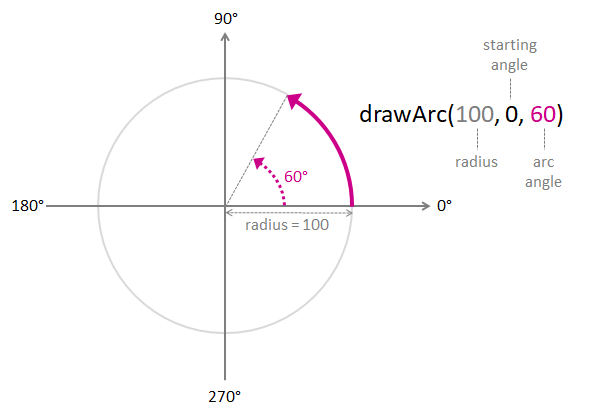 90°
starting
angle
drawArc(100, 0, 60)
radius
arc
angle
60°
180°
0°
radius = 100
270°